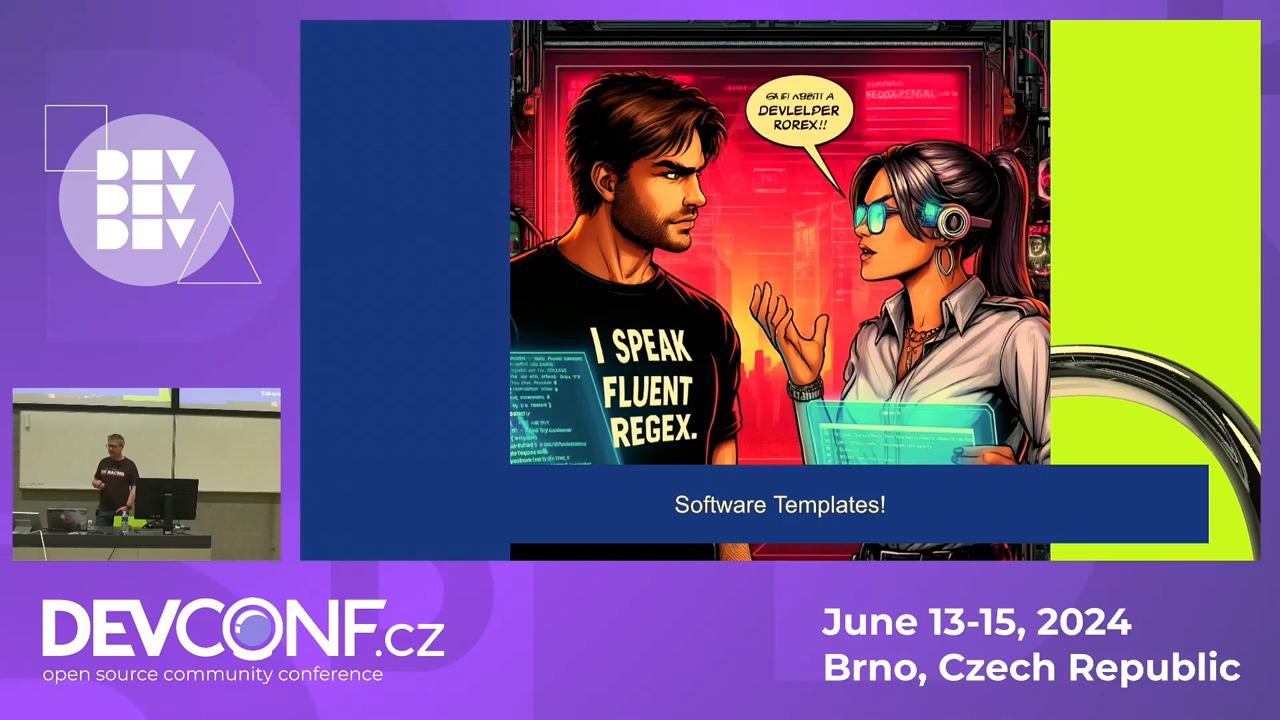 DEV
DEV
DEV
DEVLELPER
ROREX!!
I SPEAK
FLUENT
REGEX.
Software Templates!
DEVCONF.CZ
open source community conference
June 13-15, 2024
Brno, Czech Republic